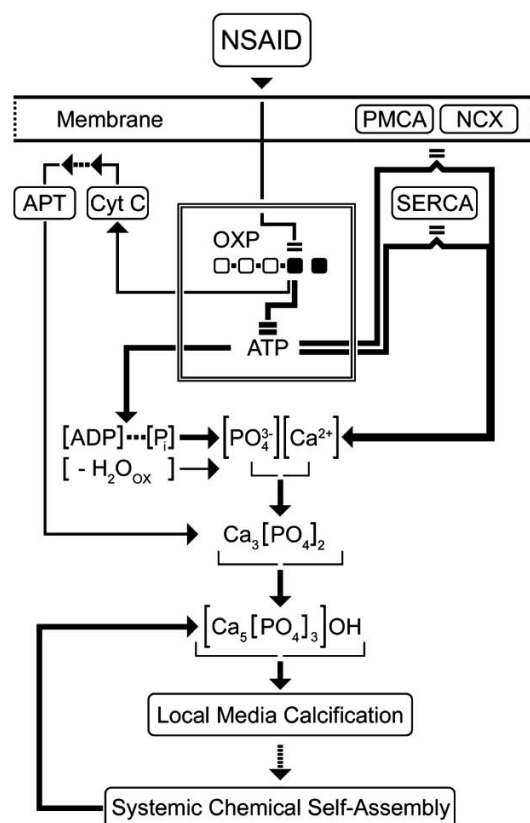 NSAID
Membrane PMCA NCX
APT Cyt C SERCA
OXP
ATP
[ADP]┅[Pi] [PO₄³⁻][Ca²⁺]
[ - H₂Oₒₓ ]
Ca₃[PO₄]₂
[Ca₅[PO₄]₃]OH
Local Media Calcification
Systemic Chemical Self-Assembly